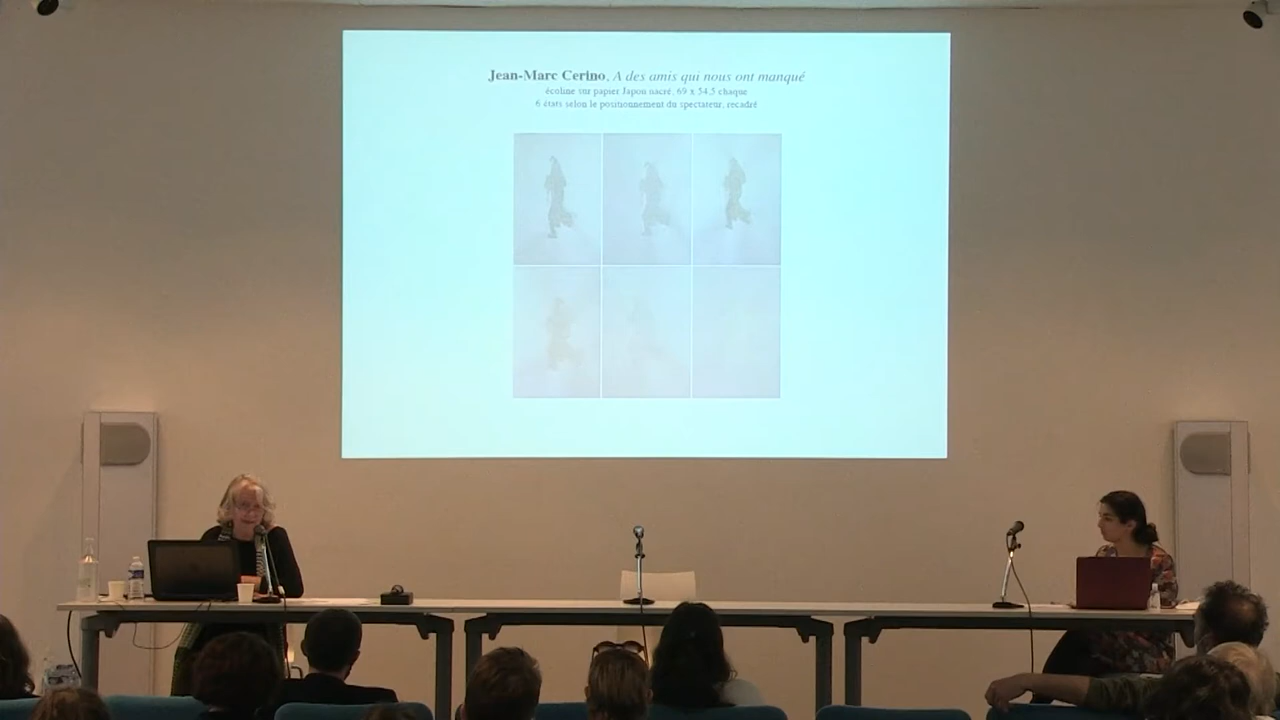 Jean-Marc Cerino, A des amis qui nous ont manqué
écoline sur papier Japon nacré, 69 x 54,5 chaque
6 états selon le positionnement du spectateur, recadré